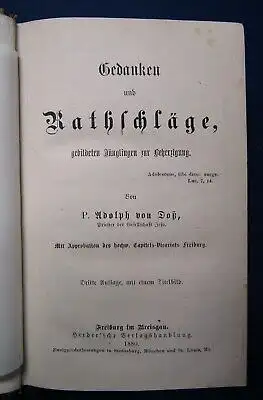 Gedanken
und
Rathschläge,
gebildeten Jünglingen zur Beherzigung.
Adolescens, tibi dico: surge.
Luc. 7, 14.
Von
P. Adolph von Doß,
Priester der Gesellschaft Jesu.
Mit Approbation des hochw. Capitels-Vicariats Freiburg.
Dritte Auflage, mit einem Titelbild.
Freiburg im Breisgau.
Herder'sche Verlagshandlung.
1880.
Zweigniederlassungen in Strassburg, München und St. Louis, Mo.